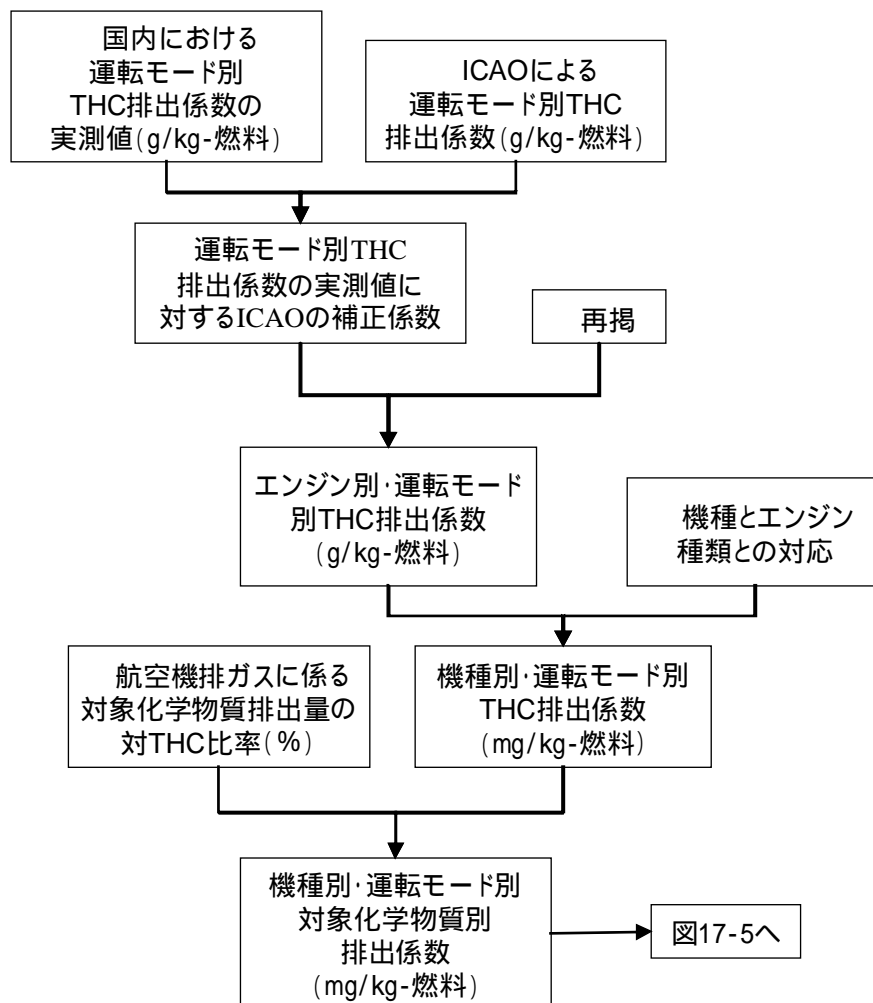 国内における
運転モード別
THC排出係数の
実測値(g/kg-燃料)
ICAOによる
運転モード別THC
排出係数(g/kg-燃料)
運転モード別THC
排出係数の実測値に
対するICAOの補正係数
再掲
エンジン別・運転モード
別THC排出係数
(g/kg-燃料)
機種とエンジン
種類との対応
航空機排ガスに係る
対象化学物質排出量の
対THC比率(%)
機種別・運転モード別
THC排出係数
(mg/kg-燃料)
機種別・運転モード別
対象化学物質別
排出係数
(mg/kg-燃料)
図17-5へ